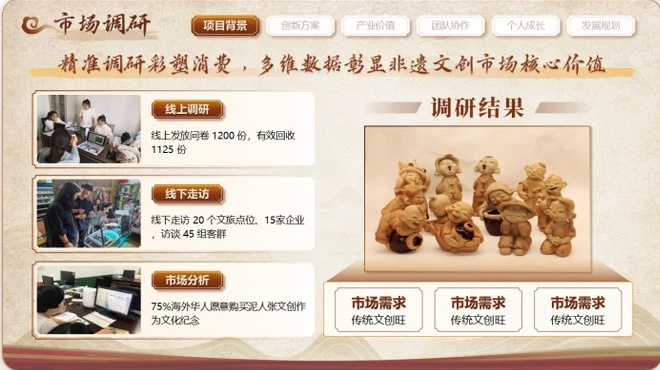 市场调研
项目背景
创新方案
产业价值
团队协作
个人成长
发展规划
精准调研彩塑消费，多维数据彰显非遗文创市场核心价值
线上调研
线上发放问卷 1200 份，有效回收
1125 份
线下走访
线下走访 20 个文旅点位、15家企业
，访谈 45 组客群
市场分析
75%海外华人愿意购买泥人张文创作
为文化纪念
调研结果
市场需求
传统文创旺
市场需求
传统文创旺
市场需求
传统文创旺